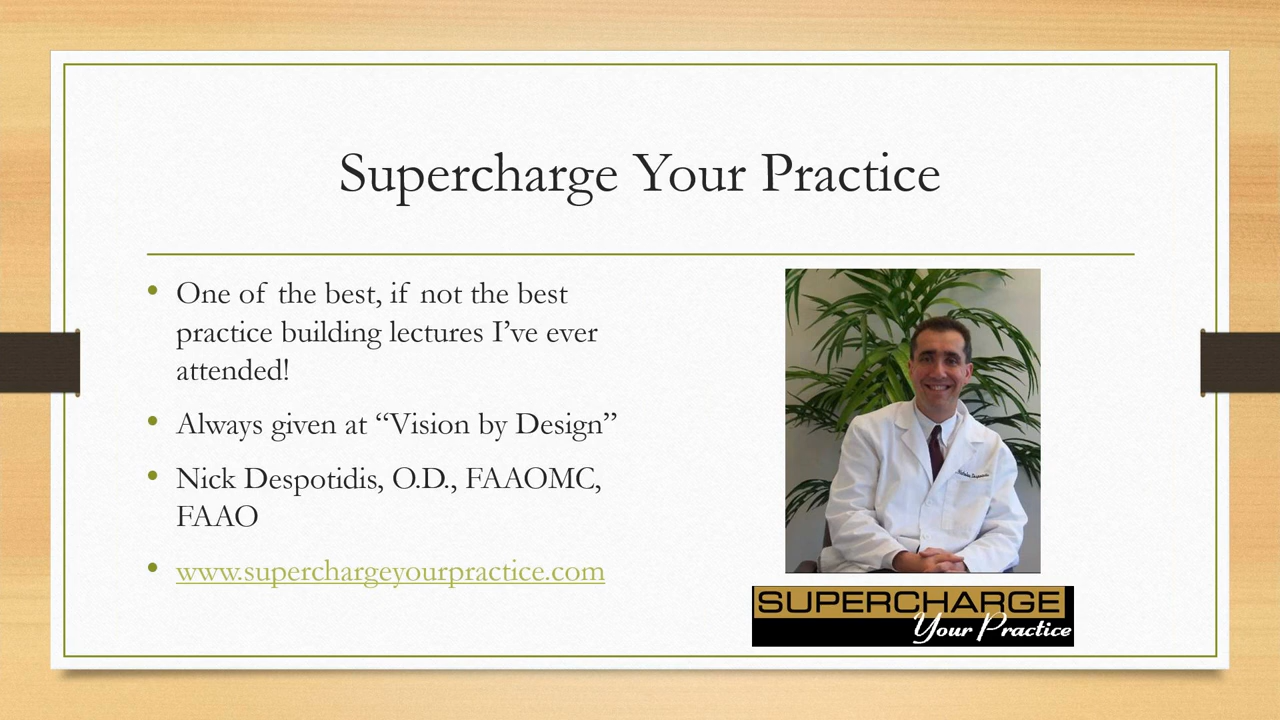 Supercharge Your Practice
One of the best, if not the best
practice building lectures I’ve ever
attended!
Always given at “Vision by Design”
Nick Despotidis, O.D., FAAOMC,
FAAO
www.superchargeyourpractice.com
SUPERCHARGE
Your Practice